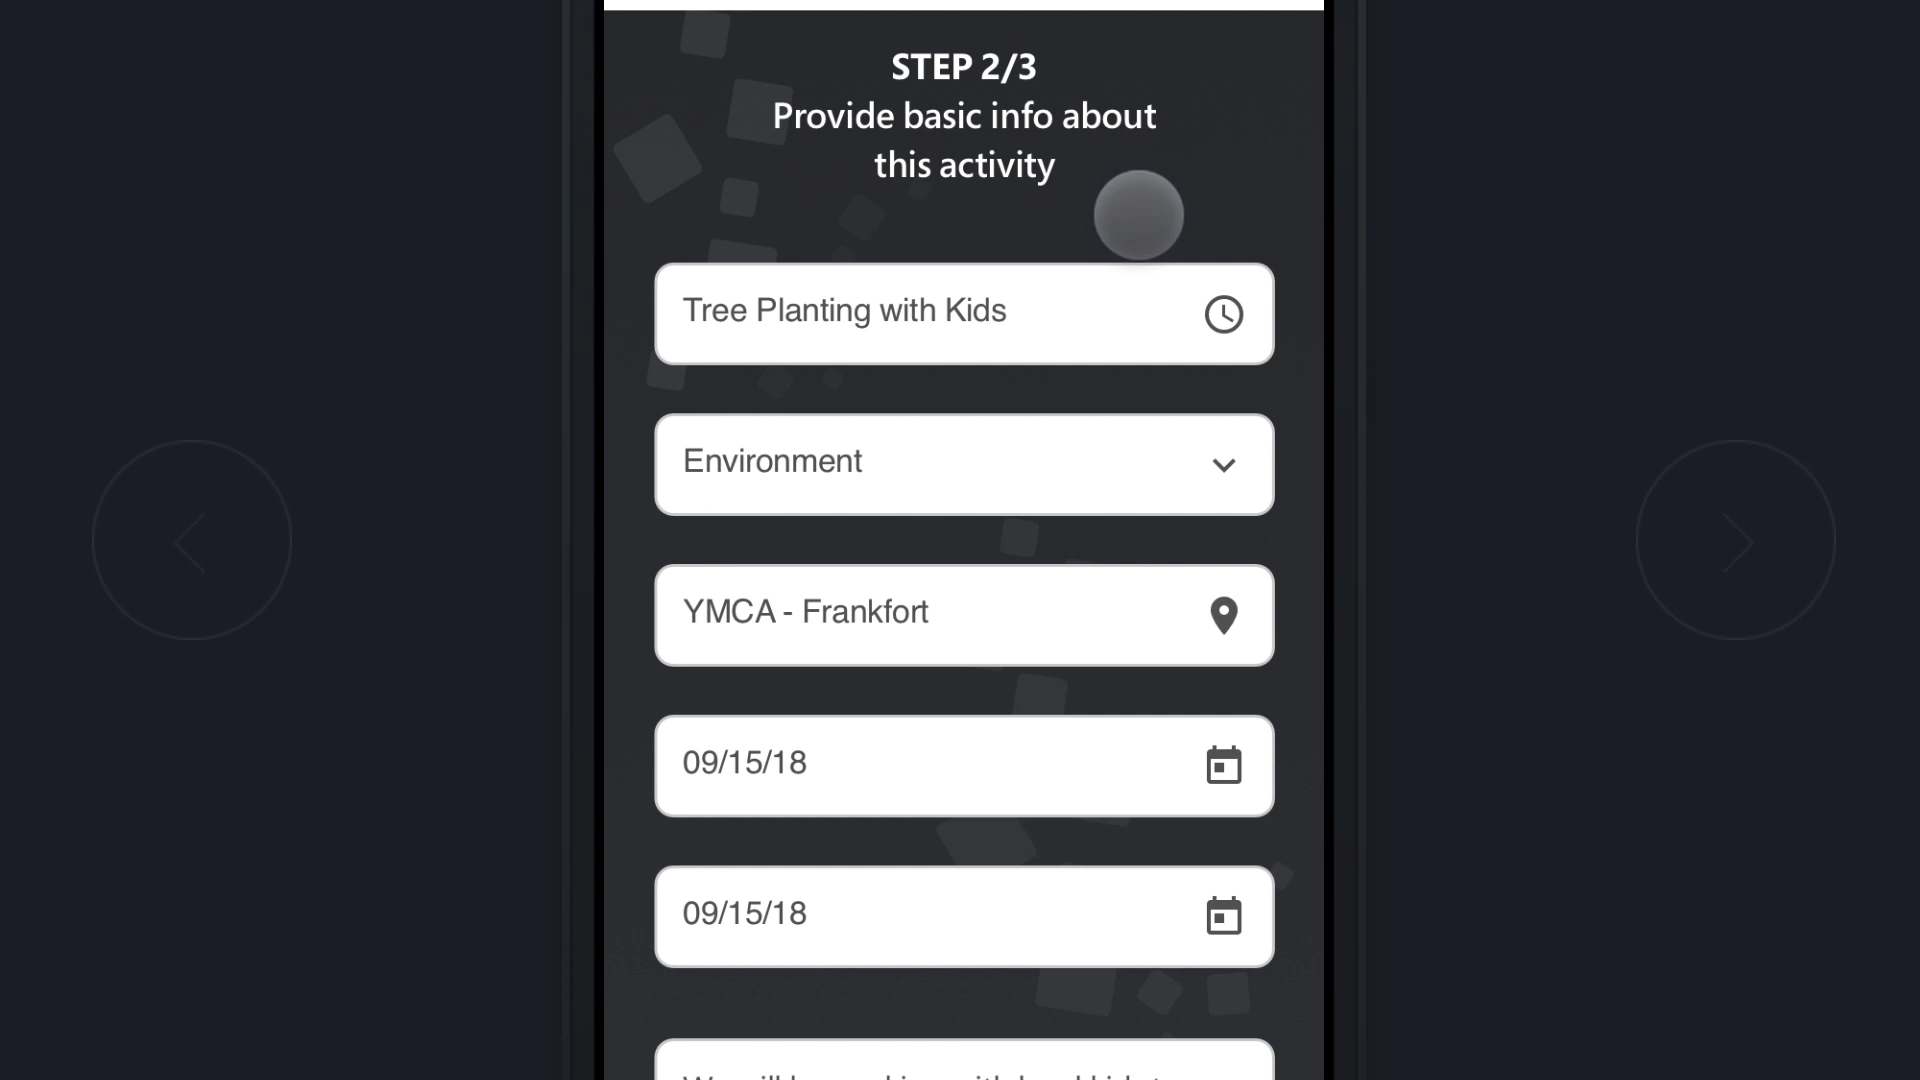 STEP 2/3
Provide basic info about
this activity
Tree Planting with Kids
Environment
YMCA - Frankfort
09/15/18
09/15/18